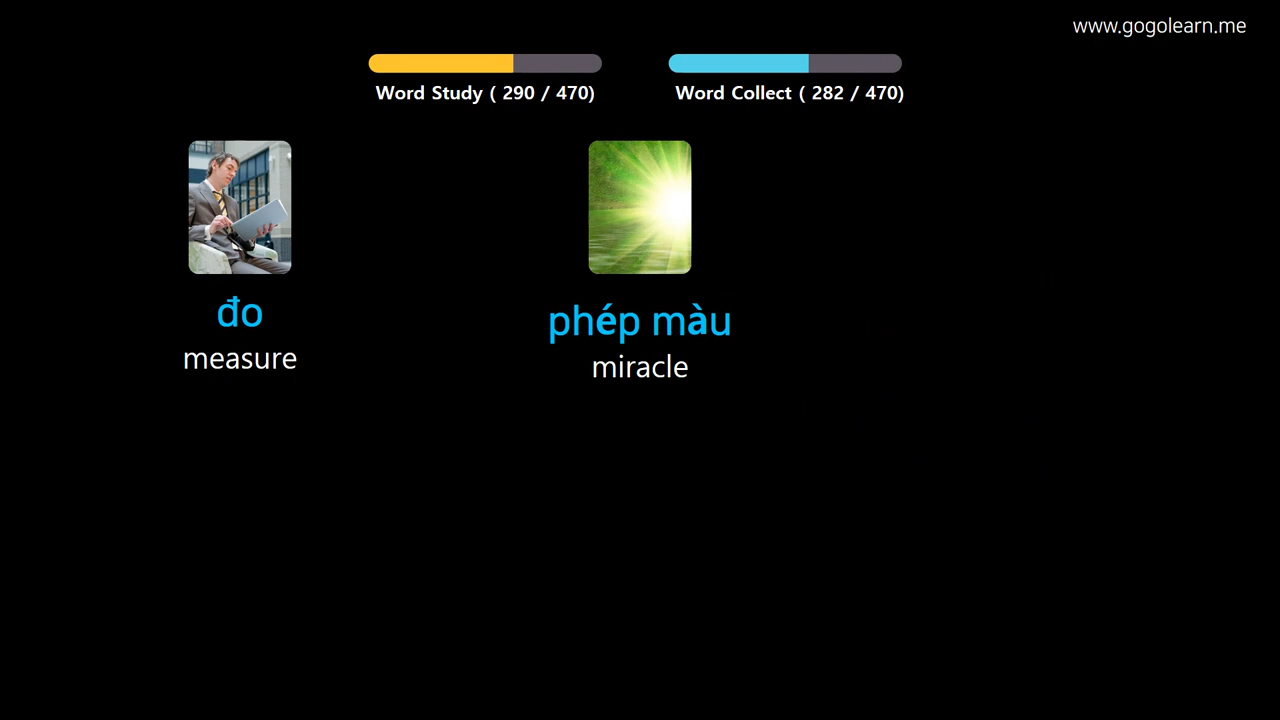 www.gogolearn.me
Word Study ( 290 / 470)
Word Collect ( 282 / 470)
đo
measure
phép màu
miracle